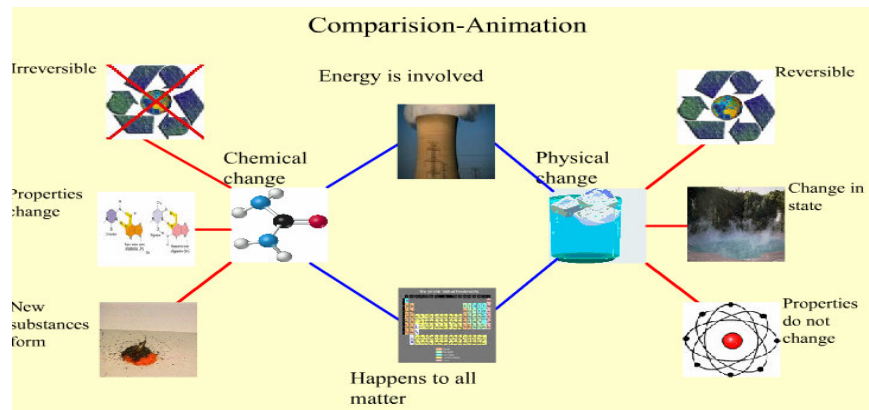 Comparision-Animation
Irreversible
Energy is involved
Reversible
Chemical
change
Physical
change
Properties
change
Change in
state
New
substances
form
Happens to all
matter
Properties
do not
change